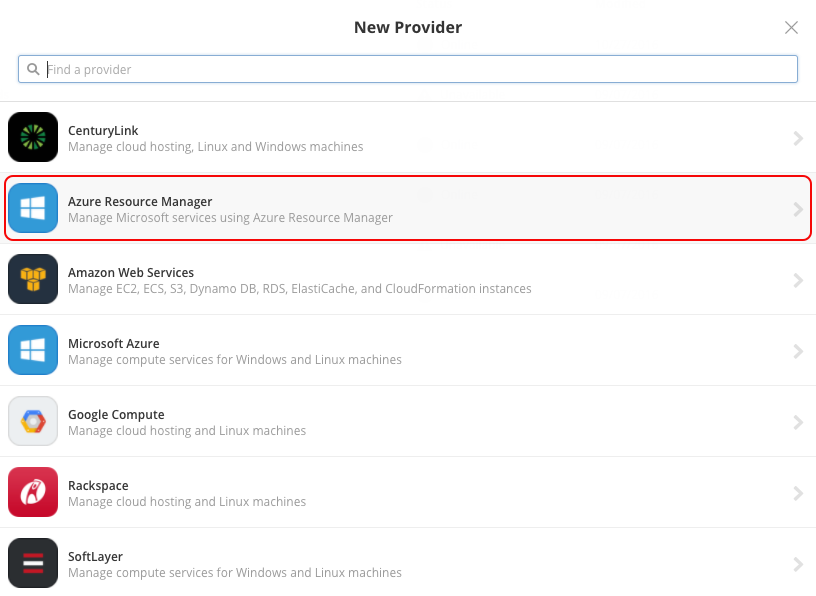 New Provider
Find a provider
CenturyLink
Manage cloud hosting, Linux and Windows machines
Azure Resource Manager
Manage Microsoft services using Azure Resource Manager
Amazon Web Services
Manage EC2, ECS, S3, Dynamo DB, RDS, ElastiCache, and CloudFormation instances
Microsoft Azure
Manage compute services for Windows and Linux machines
Google Compute
Manage cloud hosting and Linux machines
Rackspace
Manage cloud hosting and Linux machines
SoftLayer
Manage compute services for Windows and Linux machines